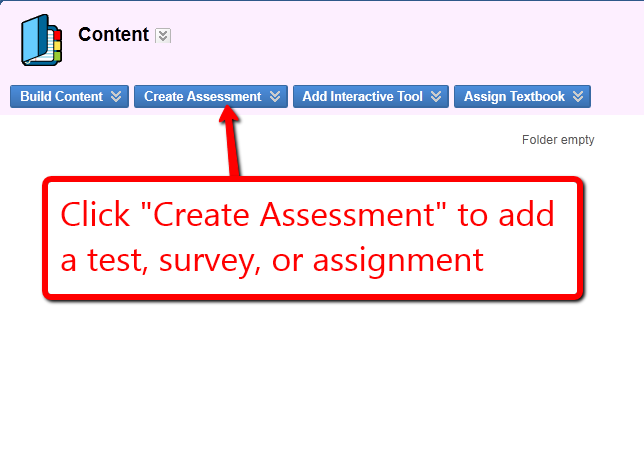 Content
Build Content Create Assessment Add Interactive Tool Assign Textbook
Folder empty
Click "Create Assessment" to add
a test, survey, or assignment